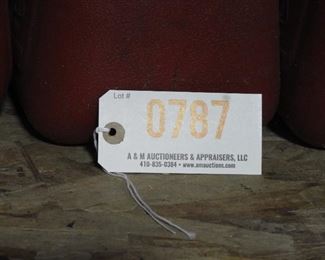 Lot #
0787
A & M AUCTIONEERS & APPRAISERS, LLC
410-835-0384 • www.amauctions.com